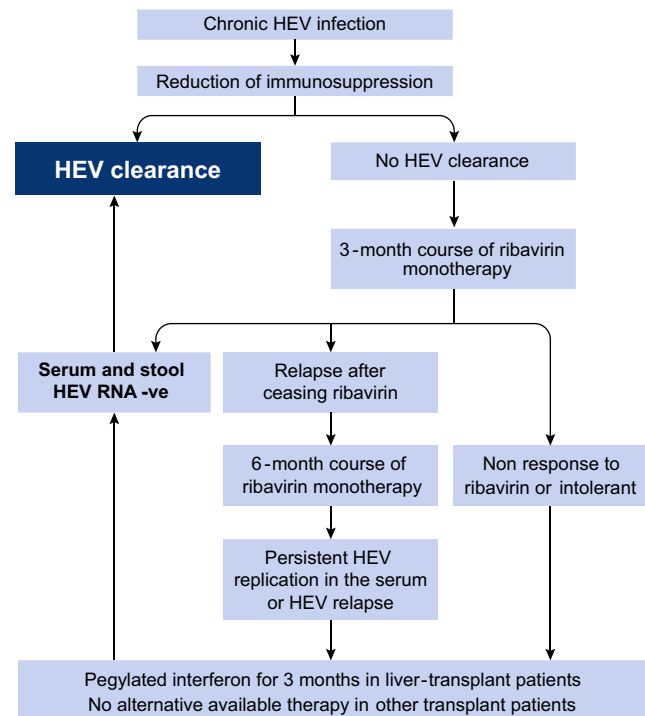 Chronic HEV infection
Reduction of immunosuppression
HEV clearance
No HEV clearance
3-month course of ribavirin
monotherapy
Serum and stool
HEV RNA -ve
Relapse after
ceasing ribavirin
6-month course of
ribavirin monotherapy
Non response to
ribavirin or intolerant
Persistent HEV
replication in the serum
or HEV relapse
Pegylated interferon for 3 months in liver-transplant patients
No alternative available therapy in other transplant patients